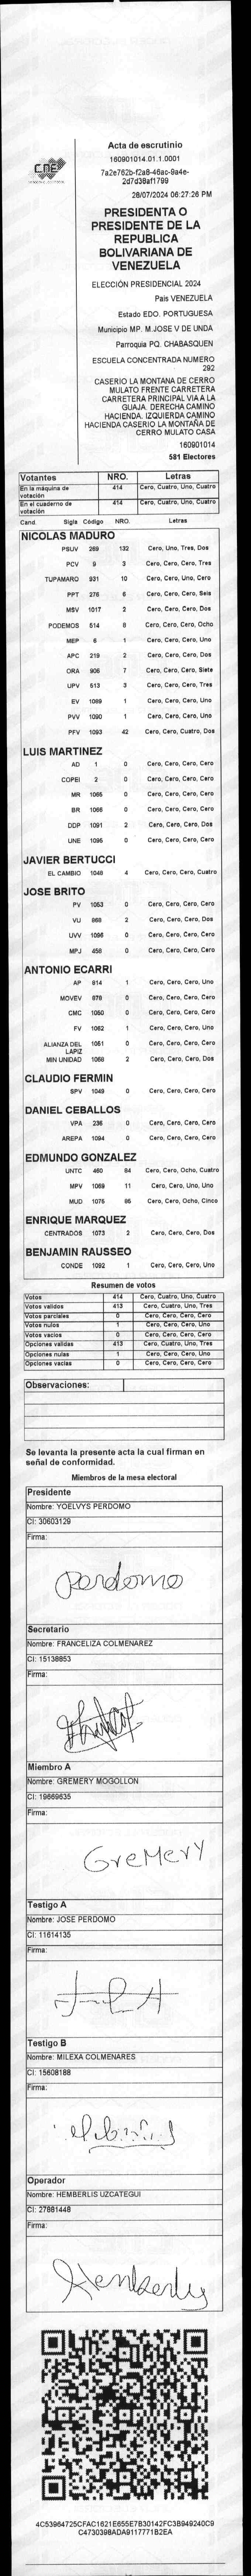 CNE
Acta de escrutinio
160901014.01.1.0001
7a2e762b-f2a8-46ac-9a4e-
2d7d38af1799
28/07/2024 06:27:26 PM
PRESIDENTA O
PRESIDENTE DE LA
REPUBLICA
BOLIVARIANA DE
VENEZUELA
ELECCIÓN PRESIDENCIAL 2024
Pais VENEZUELA
Estado EDO. PORTUGUESA
Municipio MP. M.JOSE V DE UNDA
Parroquia PQ. CHABASQUEN
ESCUELA CONCENTRADA NUMERO
292
CASERIO LA MONTANA DE CERRO
MULATO FRENTE CARRETERA
CARRETERA PRINCIPAL VIA A LA
GUAJA. DERECHA CAMINO
HACIENDA. IZQUIERDA CAMINO
HACIENDA CASERIO LA MONTAÑA DE
CERRO MULATO CASA
160901014
581 Electores
Votantes NRO. Letras
En la máquina de votación 414 Cero, Cuatro, Uno, Cuatro
En el cuaderno de votación 414 Cero, Cuatro, Uno, Cuatro
Cand. Sigla Código NRO. Letras
NICOLAS MADURO
PSUV 269 132 Cero, Uno, Tres, Dos
PCV 9 3 Cero, Cero, Cero, Tres
TUPAMARO 931 10 Cero, Cero, Uno, Cero
PPT 276 6 Cero, Cero, Cero, Seis
MSV 1017 2 Cero, Cero, Cero, Dos
PODEMOS 514 8 Cero, Cero, Cero, Ocho
MEP 6 1 Cero, Cero, Cero, Uno
APC 219 2 Cero, Cero, Cero, Dos
ORA 906 7 Cero, Cero, Cero, Siete
UPV 513 3 Cero, Cero, Cero, Tres
EV 1089 1 Cero, Cero, Cero, Uno
PVV 1090 1 Cero, Cero, Cero, Uno
PFV 1093 42 Cero, Cero, Cuatro, Dos
LUIS MARTINEZ
AD 1 0 Cero, Cero, Cero, Cero
COPEI 2 0 Cero, Cero, Cero, Cero
MR 1065 0 Cero, Cero, Cero, Cero
BR 1066 0 Cero, Cero, Cero, Cero
DDP 1091 2 Cero, Cero, Cero, Dos
UNE 1095 0 Cero, Cero, Cero, Cero
JAVIER BERTUCCI
EL CAMBIO 1048 4 Cero, Cero, Cero, Cuatro
JOSE BRITO
PV 1053 0 Cero, Cero, Cero, Cero
VU 868 2 Cero, Cero, Cero, Dos
UVV 1096 0 Cero, Cero, Cero, Cero
MPJ 458 0 Cero, Cero, Cero, Cero
ANTONIO ECARRI
AP 814 1 Cero, Cero, Cero, Uno
MOVEV 878 0 Cero, Cero, Cero, Cero
CMC 1050 0 Cero, Cero, Cero, Cero
FV 1062 1 Cero, Cero, Cero, Uno
ALIANZA DEL LAPIZ 1051 0 Cero, Cero, Cero, Cero
MIN UNIDAD 1068 2 Cero, Cero, Cero, Dos
CLAUDIO FERMIN
SPV 1049 0 Cero, Cero, Cero, Cero
DANIEL CEBALLOS
VPA 236 0 Cero, Cero, Cero, Cero
AREPA 1094 0 Cero, Cero, Cero, Cero
EDMUNDO GONZALEZ
UNTC 460 84 Cero, Cero, Ocho, Cuatro
MPV 1069 11 Cero, Cero, Uno, Uno
MUD 1075 85 Cero, Cero, Ocho, Cinco
ENRIQUE MARQUEZ
CENTRADOS 1073 2 Cero, Cero, Cero, Dos
BENJAMIN RAUSSEO
CONDE 1092 1 Cero, Cero, Cero, Uno
Resumen de votos
Votos 414 Cero, Cuatro, Uno, Cuatro
Votos validos 413 Cero, Cuatro, Uno, Tres
Votos parciales 0 Cero, Cero, Cero, Cero
Votos nulos 1 Cero, Cero, Cero, Uno
Votos vacíos 0 Cero, Cero, Cero, Cero
Opciones validas 413 Cero, Cuatro, Uno, Tres
Opciones nulas 1 Cero, Cero, Cero, Uno
Opciones vacias 0 Cero, Cero, Cero, Cero
Observaciones:
Se levanta la presente acta la cual firman en
señal de conformidad.
Miembros de la mesa electoral
Presidente
Nombre: YOELVYS PERDOMO
CI: 30603129
Firma:
Perdomo
Secretario
Nombre: FRANCELIZA COLMENAREZ
CI: 15138853
Firma:
Miembro A
Nombre: GREMERY MOGOLLON
CI: 19669635
Firma:
GreMery
Testigo A
Nombre: JOSE PERDOMO
CI: 11614135
Firma:
Testigo B
Nombre: MILEXA COLMENARES
CI: 15608188
Firma:
Operador
Nombre: HEMBERLIS UZCATEGUI
CI: 27881448
Firma:
Hemberly
4C53964725CFAC1621E655E7B30142FC3B949240C9
C4730398ADA9117771B2EA